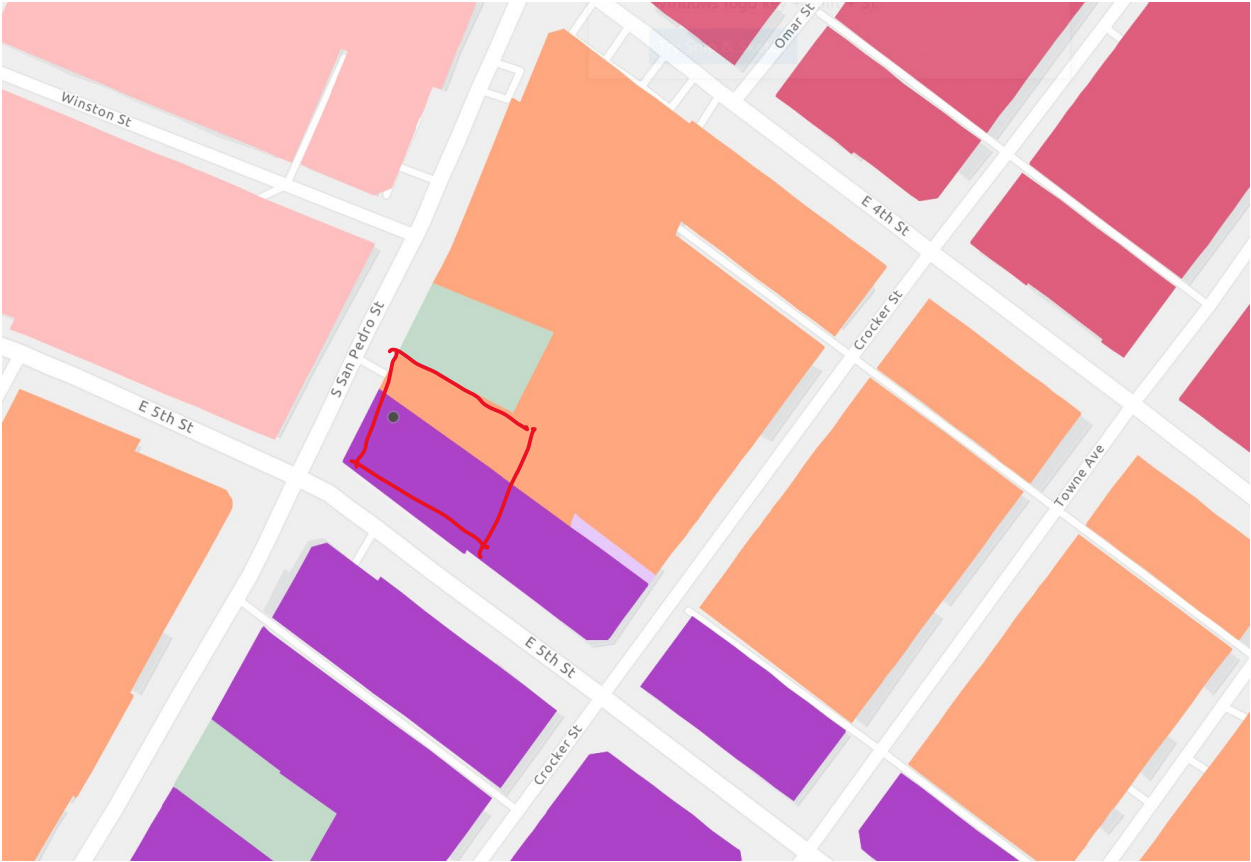 Omar St
Winston St
E 4th St
Crocker St
S San Pedro St
E 5th St
Towne Ave
E 5th St
Crocker St